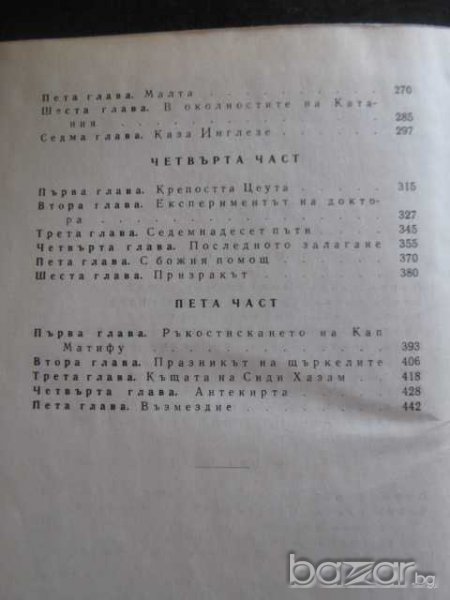 Пета глава. Малта . . . . . . . . . 270
Шеста глава. В околностите на Ката-
ния . . . . . . . . . . . . . . . 285
Седма глава. Каза Инглезе . . . . . . 297
ЧЕТВЪРТА ЧАСТ
Първа глава. Крепостта Цеута . . . . . 315
Втора глава. Експериментът на докто-
ра . . . . . . . . . . . . . . . 327
Трета глава. Седемнадесет пъти . . . . 345
Четвърта глава. Последното залагане 355
Пета глава. С божия помощ . . . . . . 370
Шеста глава. Призракът . . . . . . . 380
ПЕТА ЧАСТ
Първа глава. Ръкостискането на Кап
Матифу . . . . . . . . . . . . . 393
Втора глава. Празникът на щъркелите 406
Трета глава. Къщата на Сиди Хазам . . . 418
Четвърта глава. Антекирта . . . . . . 428
Пета глава. Възмездие . . . . . . . . 442
bazar.bg